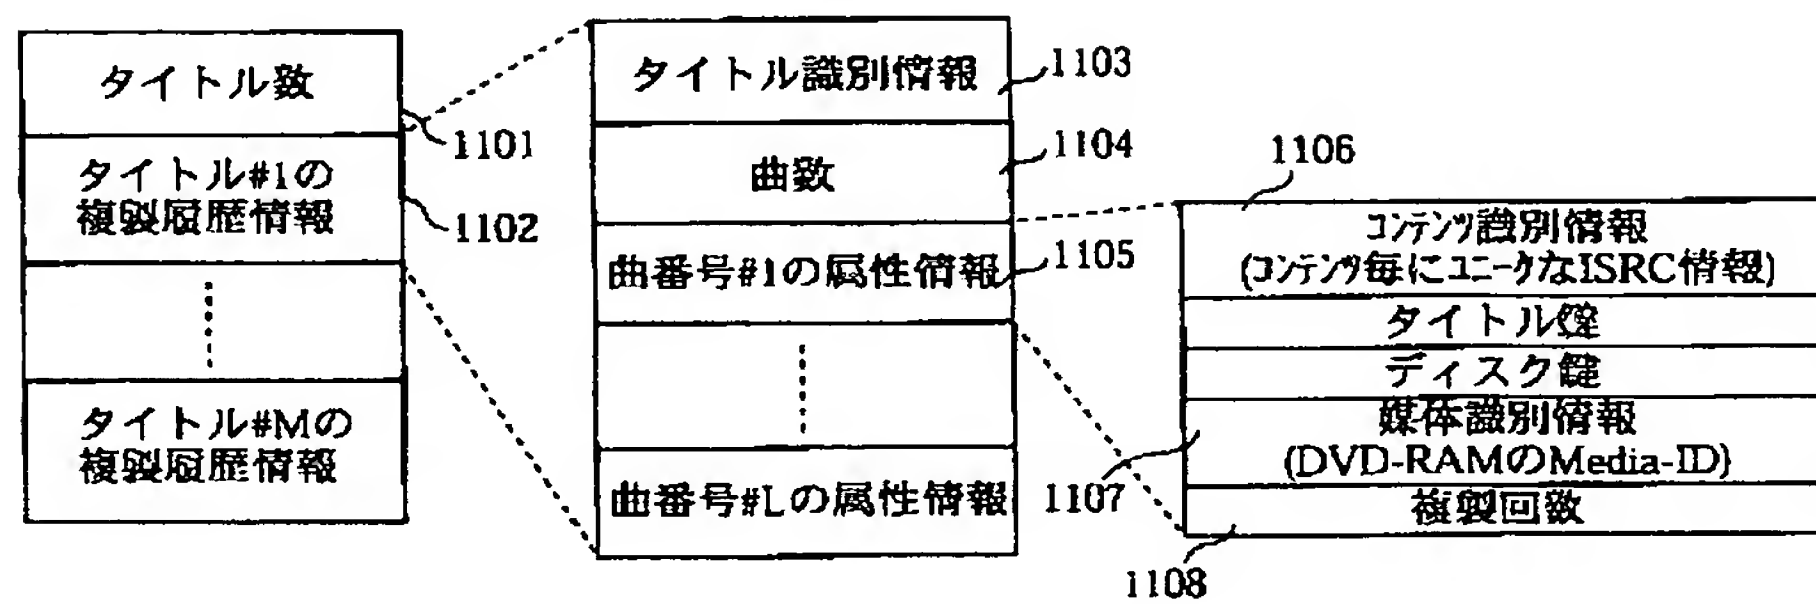 タイトル数
1101
タイトル#1の
複製履歴情報
1102
タイトル#Mの
複製履歴情報
タイトル識別情報
1103
曲数
1104
曲番号#1の属性情報
1105
曲番号#Lの属性情報
1106
コンテンツ識別情報
(コンテンツ毎にユニークなISRC情報)
タイトル鍵
ディスク鍵
媒体識別情報
(DVD-RAMのMedia-ID)
1107
複製回数
1108